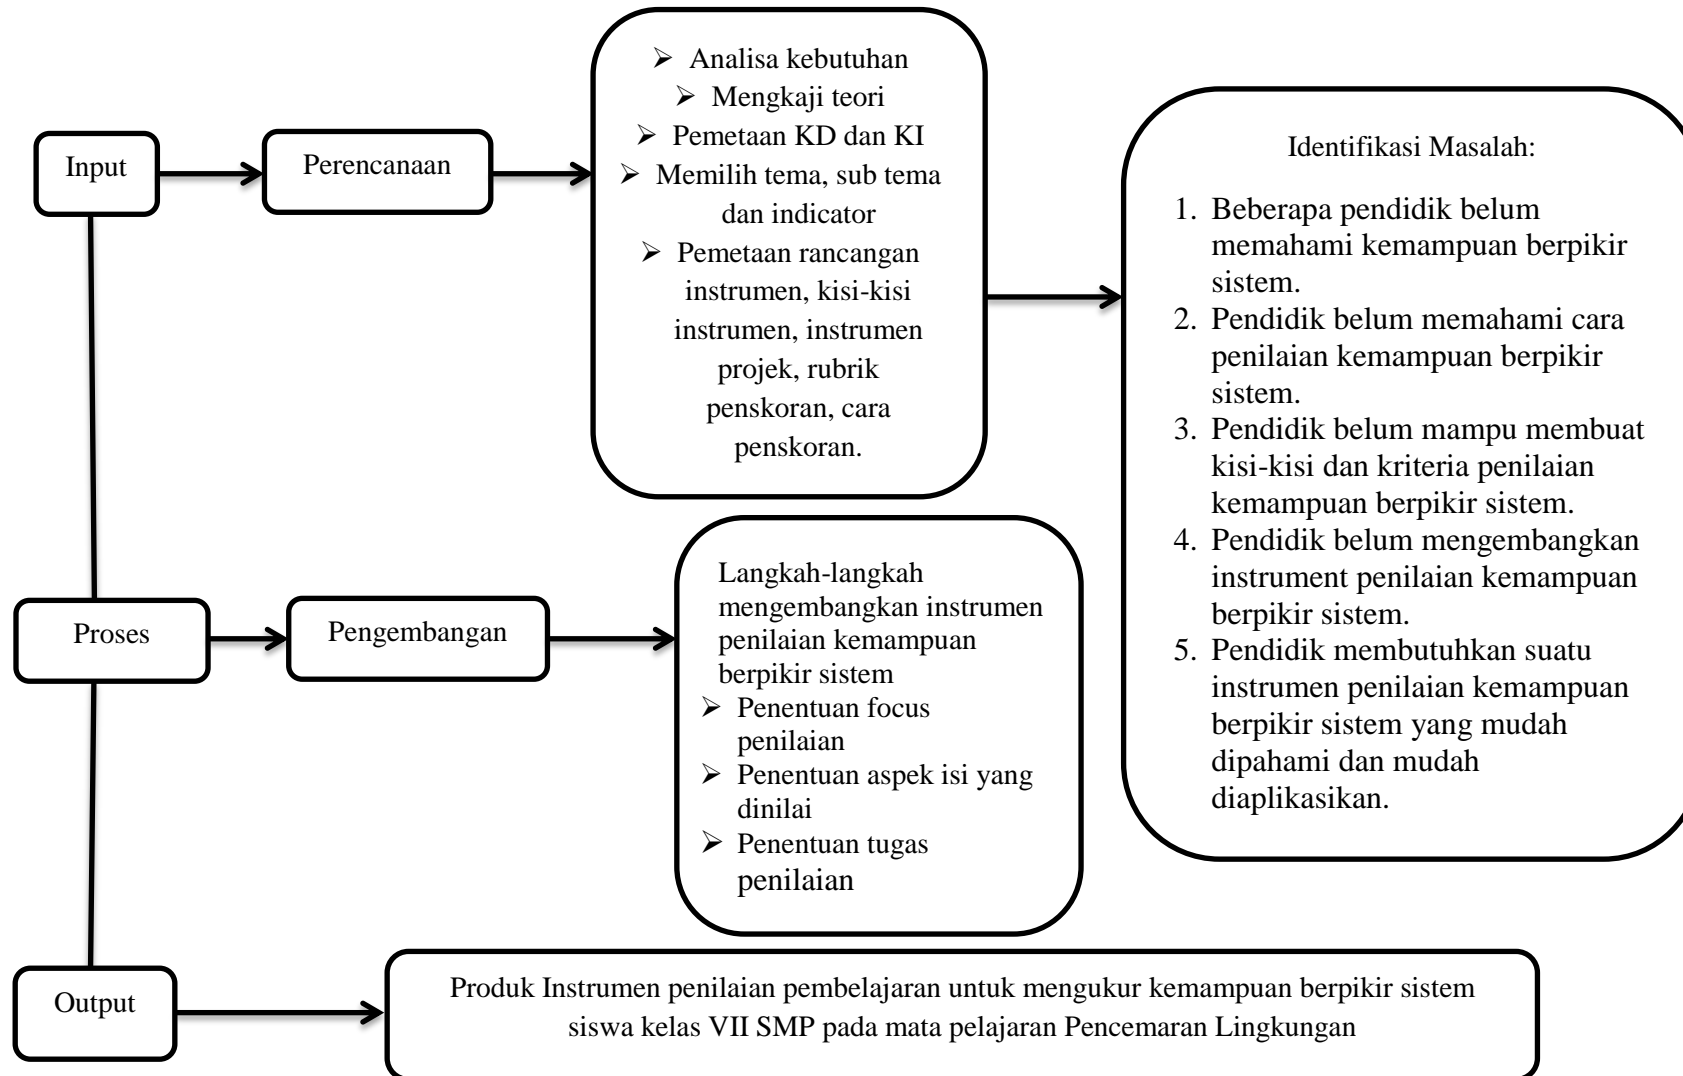 Input
Perencanaan
➢ Analisa kebutuhan
➢ Mengkaji teori
➢ Pemetaan KD dan KI
➢ Memilih tema, sub tema
dan indicator
➢ Pemetaan rancangan
instrumen, kisi-kisi
instrumen, instrumen
projek, rubrik
penskoran, cara
penskoran.
Identifikasi Masalah:
1. Beberapa pendidik belum
memahami kemampuan berpikir
sistem.
2. Pendidik belum memahami cara
penilaian kemampuan berpikir
sistem.
3. Pendidik belum mampu membuat
kisi-kisi dan kriteria penilaian
kemampuan berpikir sistem.
4. Pendidik belum mengembangkan
instrument penilaian kemampuan
berpikir sistem.
5. Pendidik membutuhkan suatu
instrumen penilaian kemampuan
berpikir sistem yang mudah
dipahami dan mudah
diaplikasikan.
Proses
Pengembangan
Langkah-langkah
mengembangkan instrumen
penilaian kemampuan
berpikir sistem
➢ Penentuan focus
penilaian
➢ Penentuan aspek isi yang
dinilai
➢ Penentuan tugas
penilaian
Output
Produk Instrumen penilaian pembelajaran untuk mengukur kemampuan berpikir sistem
siswa kelas VII SMP pada mata pelajaran Pencemaran Lingkungan